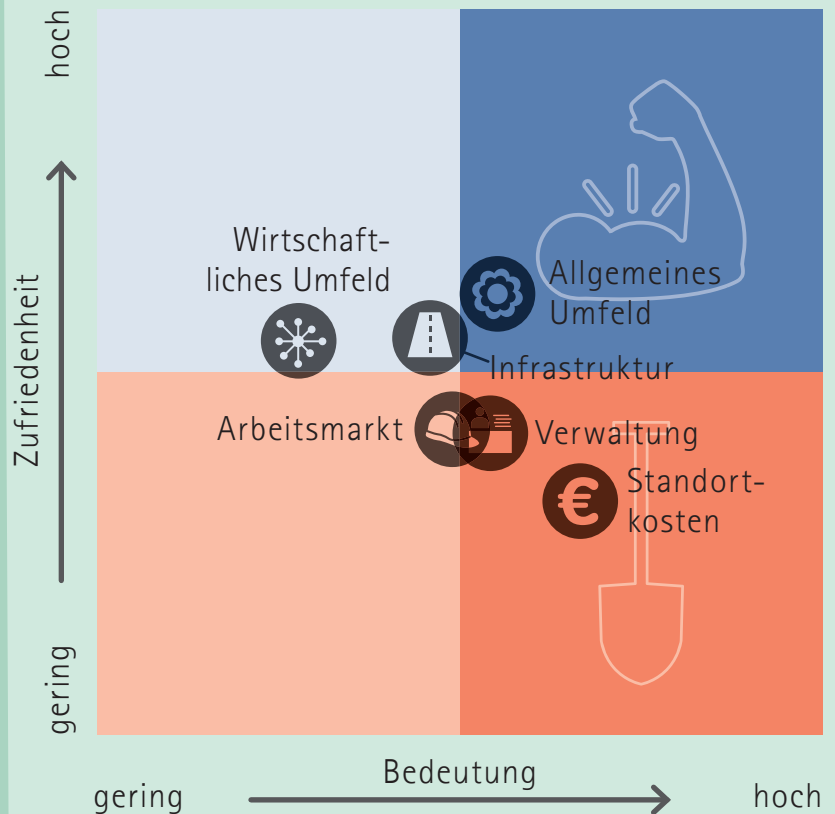 hoch
Zufriedenheit
gering
Wirtschaft-
liches Umfeld
Allgemeines
Umfeld
Infrastruktur
Arbeitsmarkt
Verwaltung
€
Standort-
kosten
Bedeutung
gering
hoch